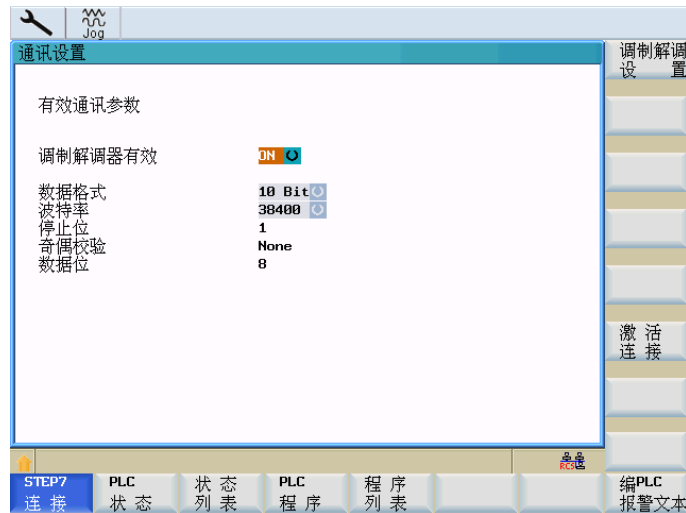 Jog
通讯设置
调制解调
设 置
有效通讯参数
调制解调器有效 ON
数据格式 10 Bit
波特率 38400
停止位 1
奇偶校验 None
数据位 8
激 活
连 接
RCS
STEP7
连 接
PLC
状 态
状 态
列 表
PLC
程 序
程 序
列 表
编PLC
报警文本